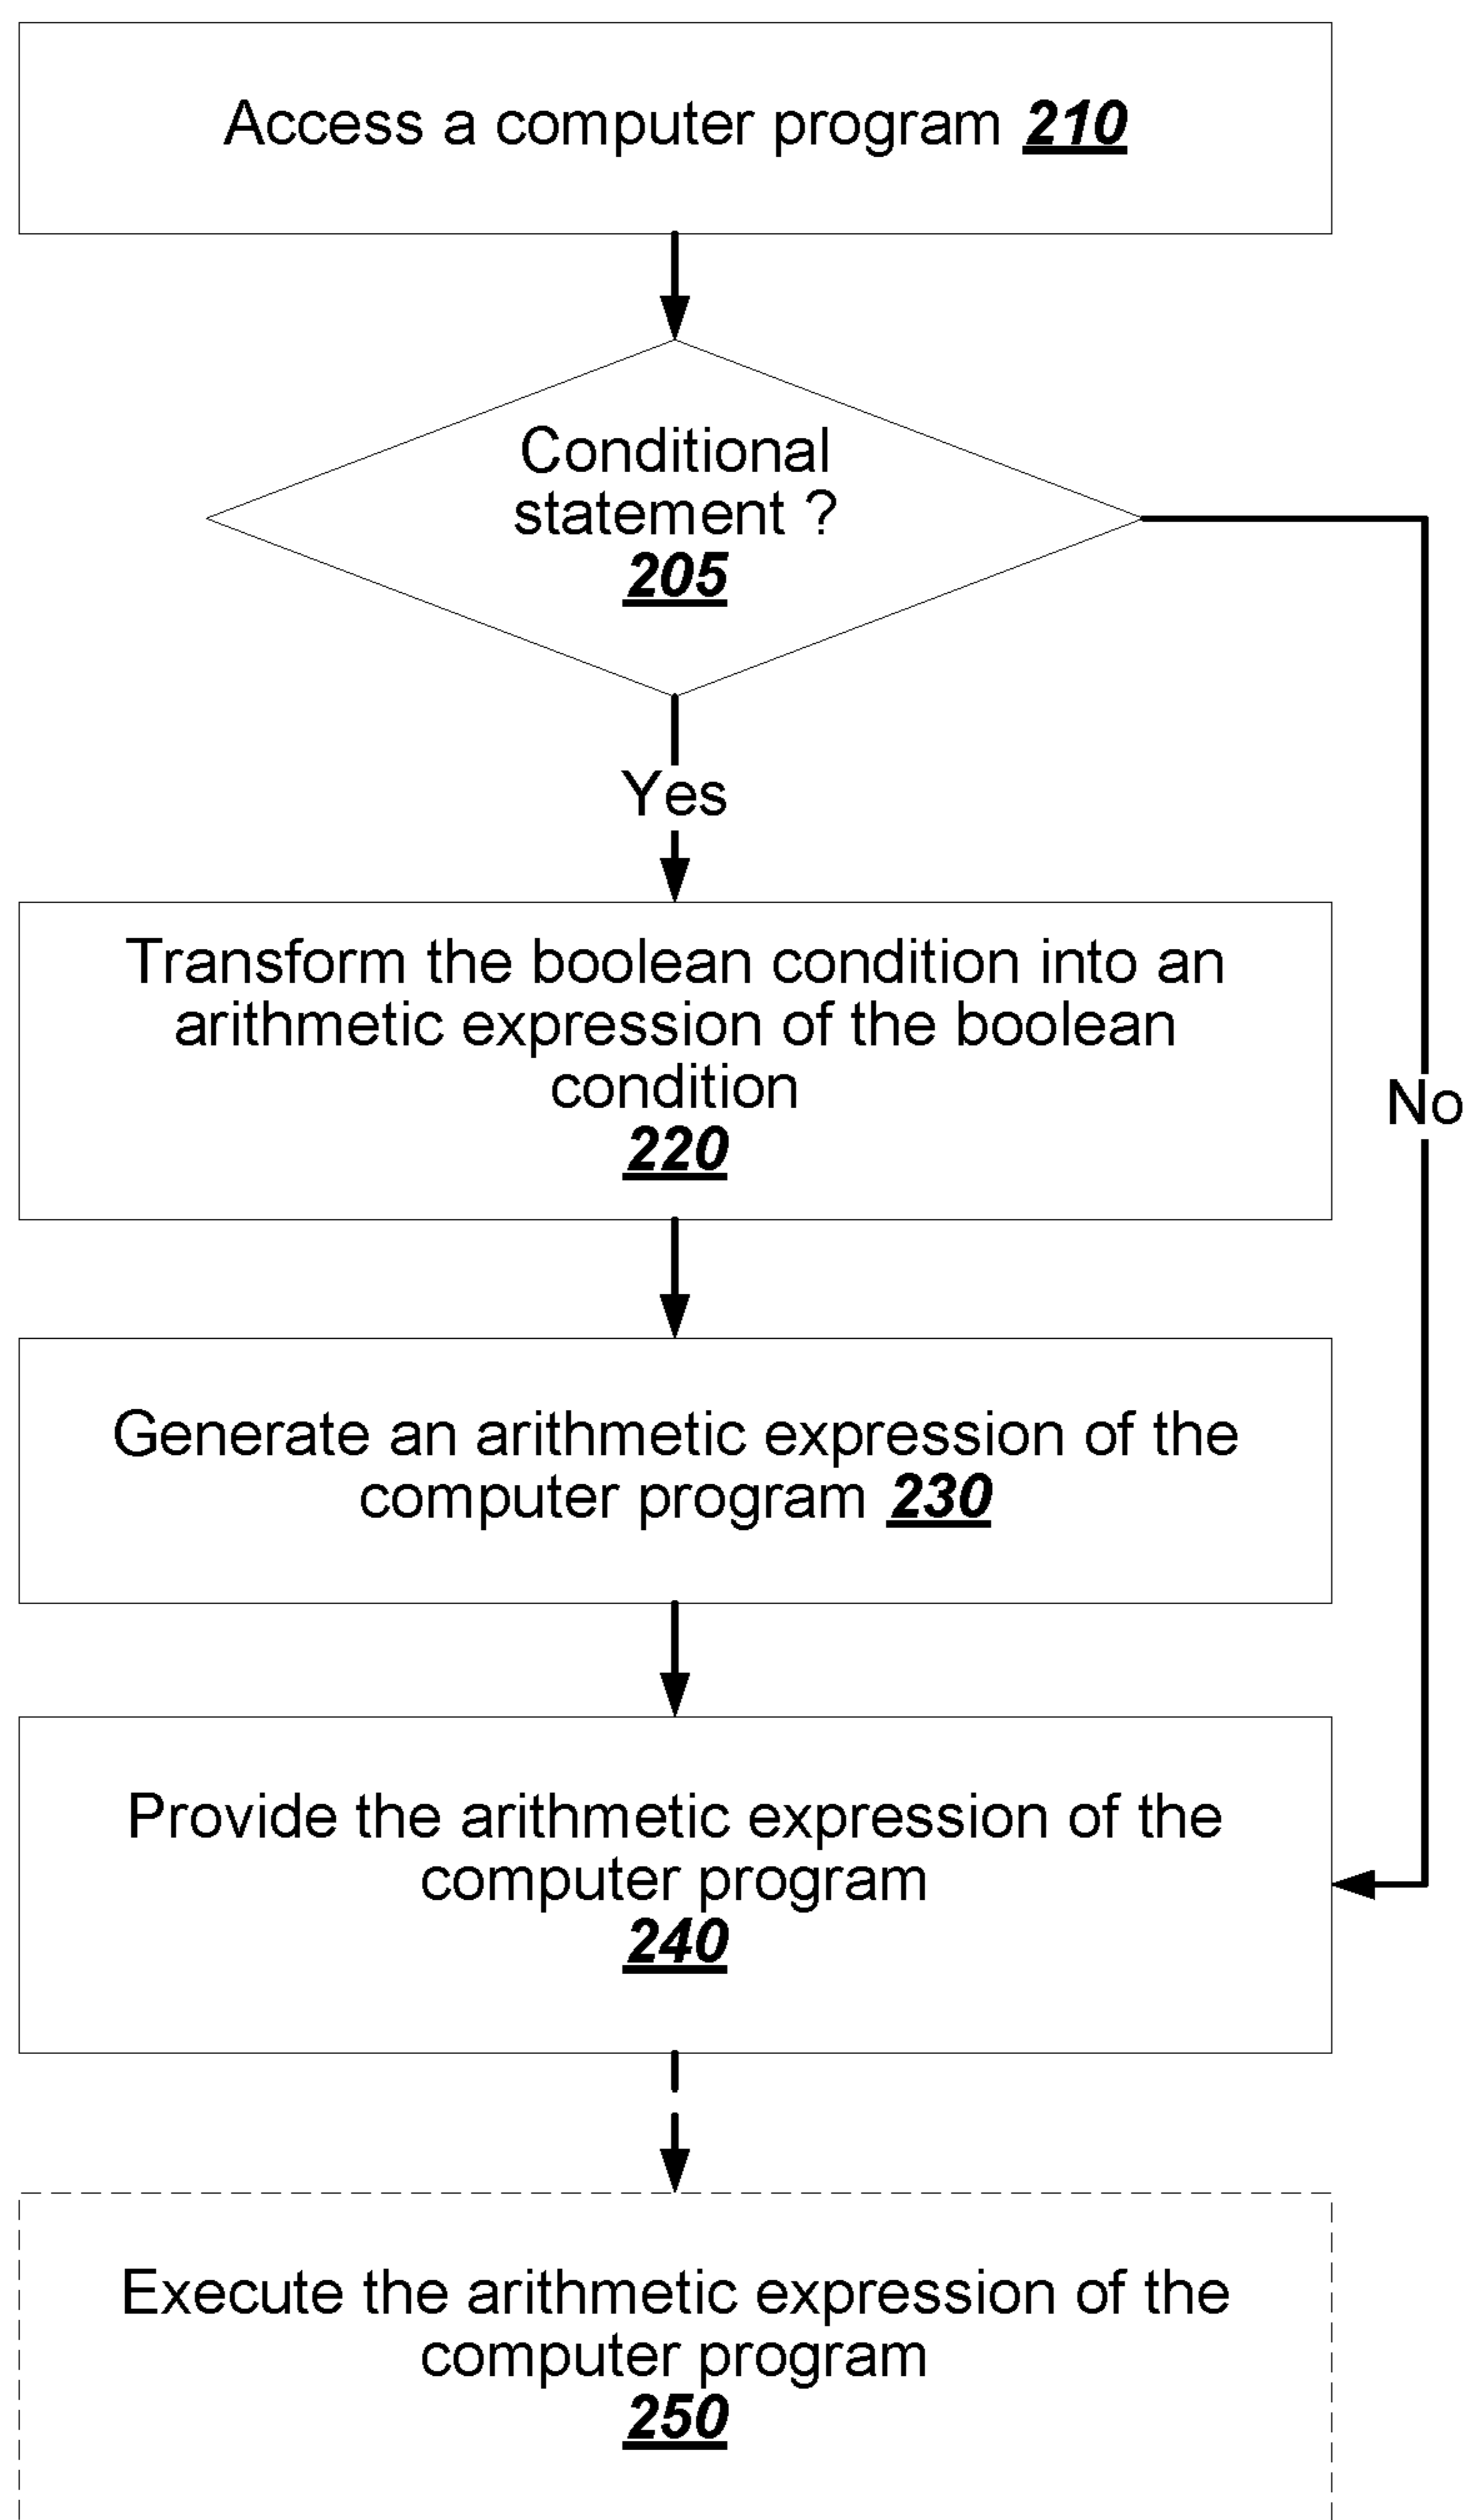 Access a computer program 210
Conditional
statement ?
205
Yes
Transform the boolean condition into an
arithmetic expression of the boolean
condition
220
No
Generate an arithmetic expression of the
computer program 230
Provide the arithmetic expression of the
computer program
240
Execute the arithmetic expression of the
computer program
250